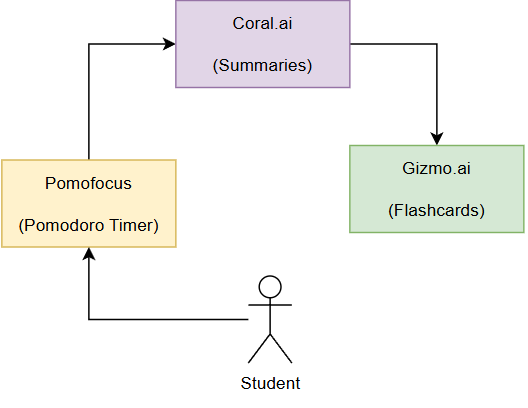 Coral.ai
(Summaries)
Pomofocus
(Pomodoro Timer)
Gizmo.ai
(Flashcards)
Student